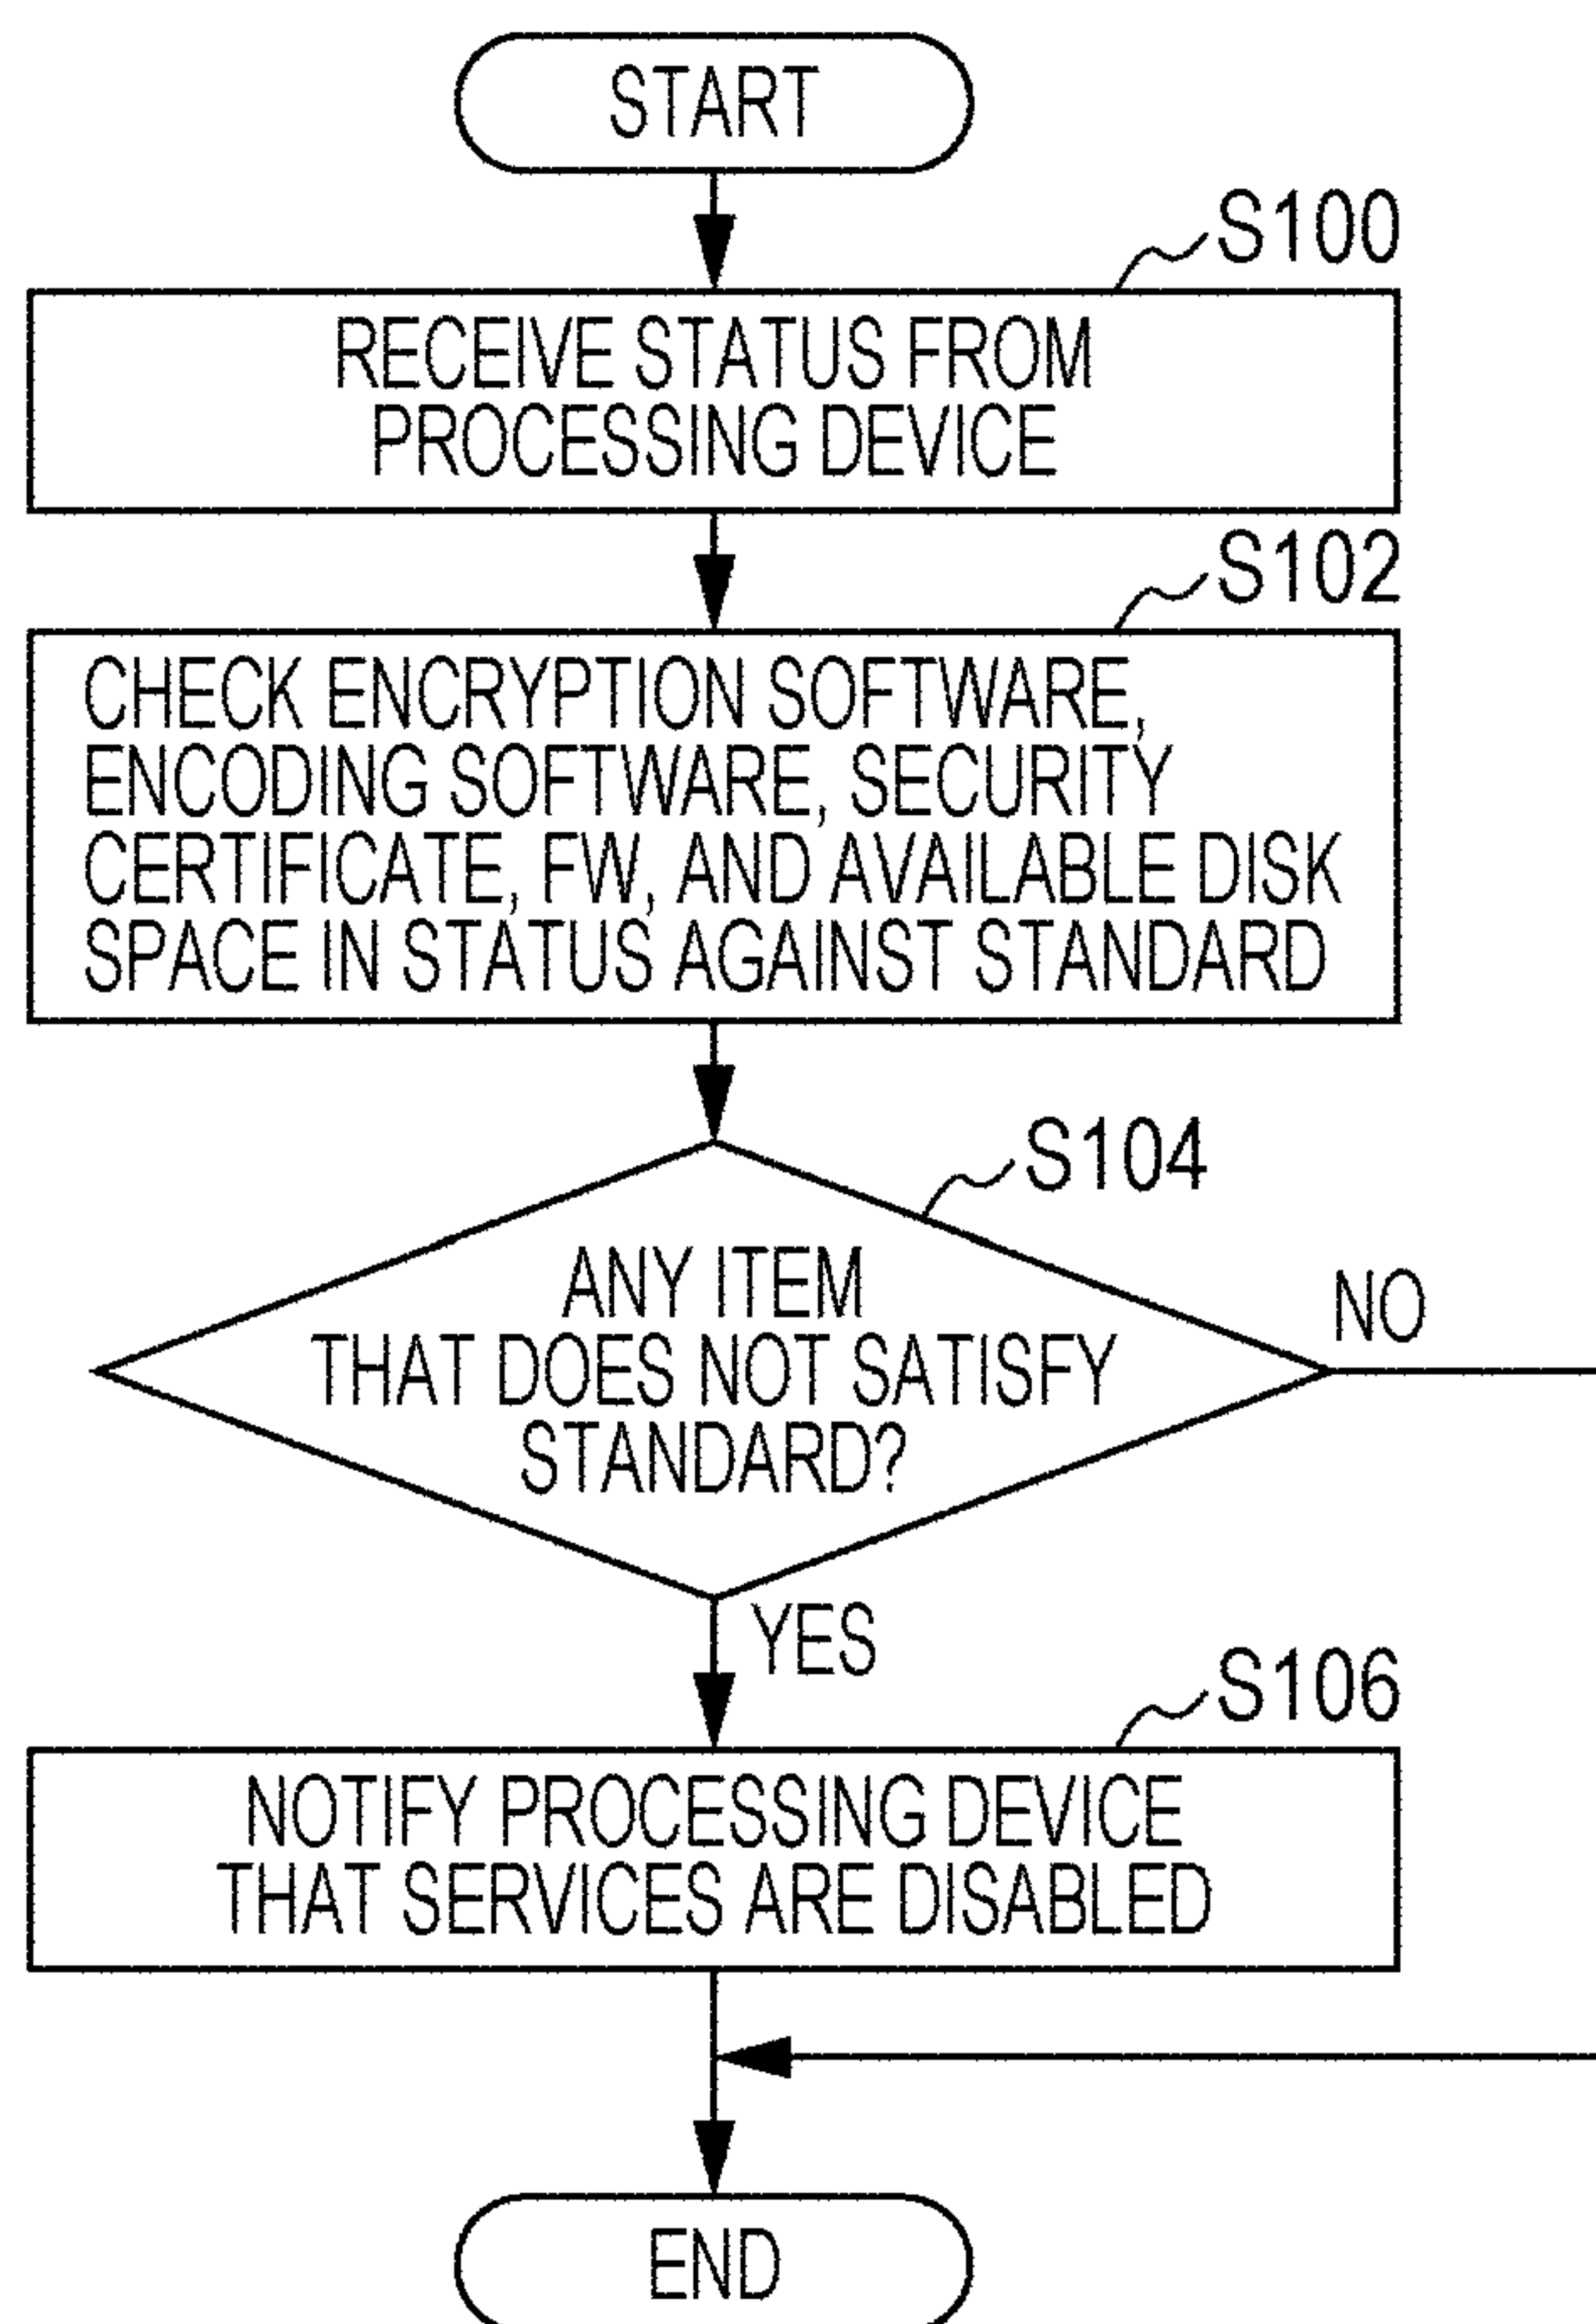 START
S100
RECEIVE STATUS FROM
PROCESSING DEVICE
S102
CHECK ENCRYPTION SOFTWARE,
ENCODING SOFTWARE, SECURITY
CERTIFICATE, FW, AND AVAILABLE DISK
SPACE IN STATUS AGAINST STANDARD
S104
ANY ITEM
THAT DOES NOT SATISFY
STANDARD?
NO
YES
S106
NOTIFY PROCESSING DEVICE
THAT SERVICES ARE DISABLED
END